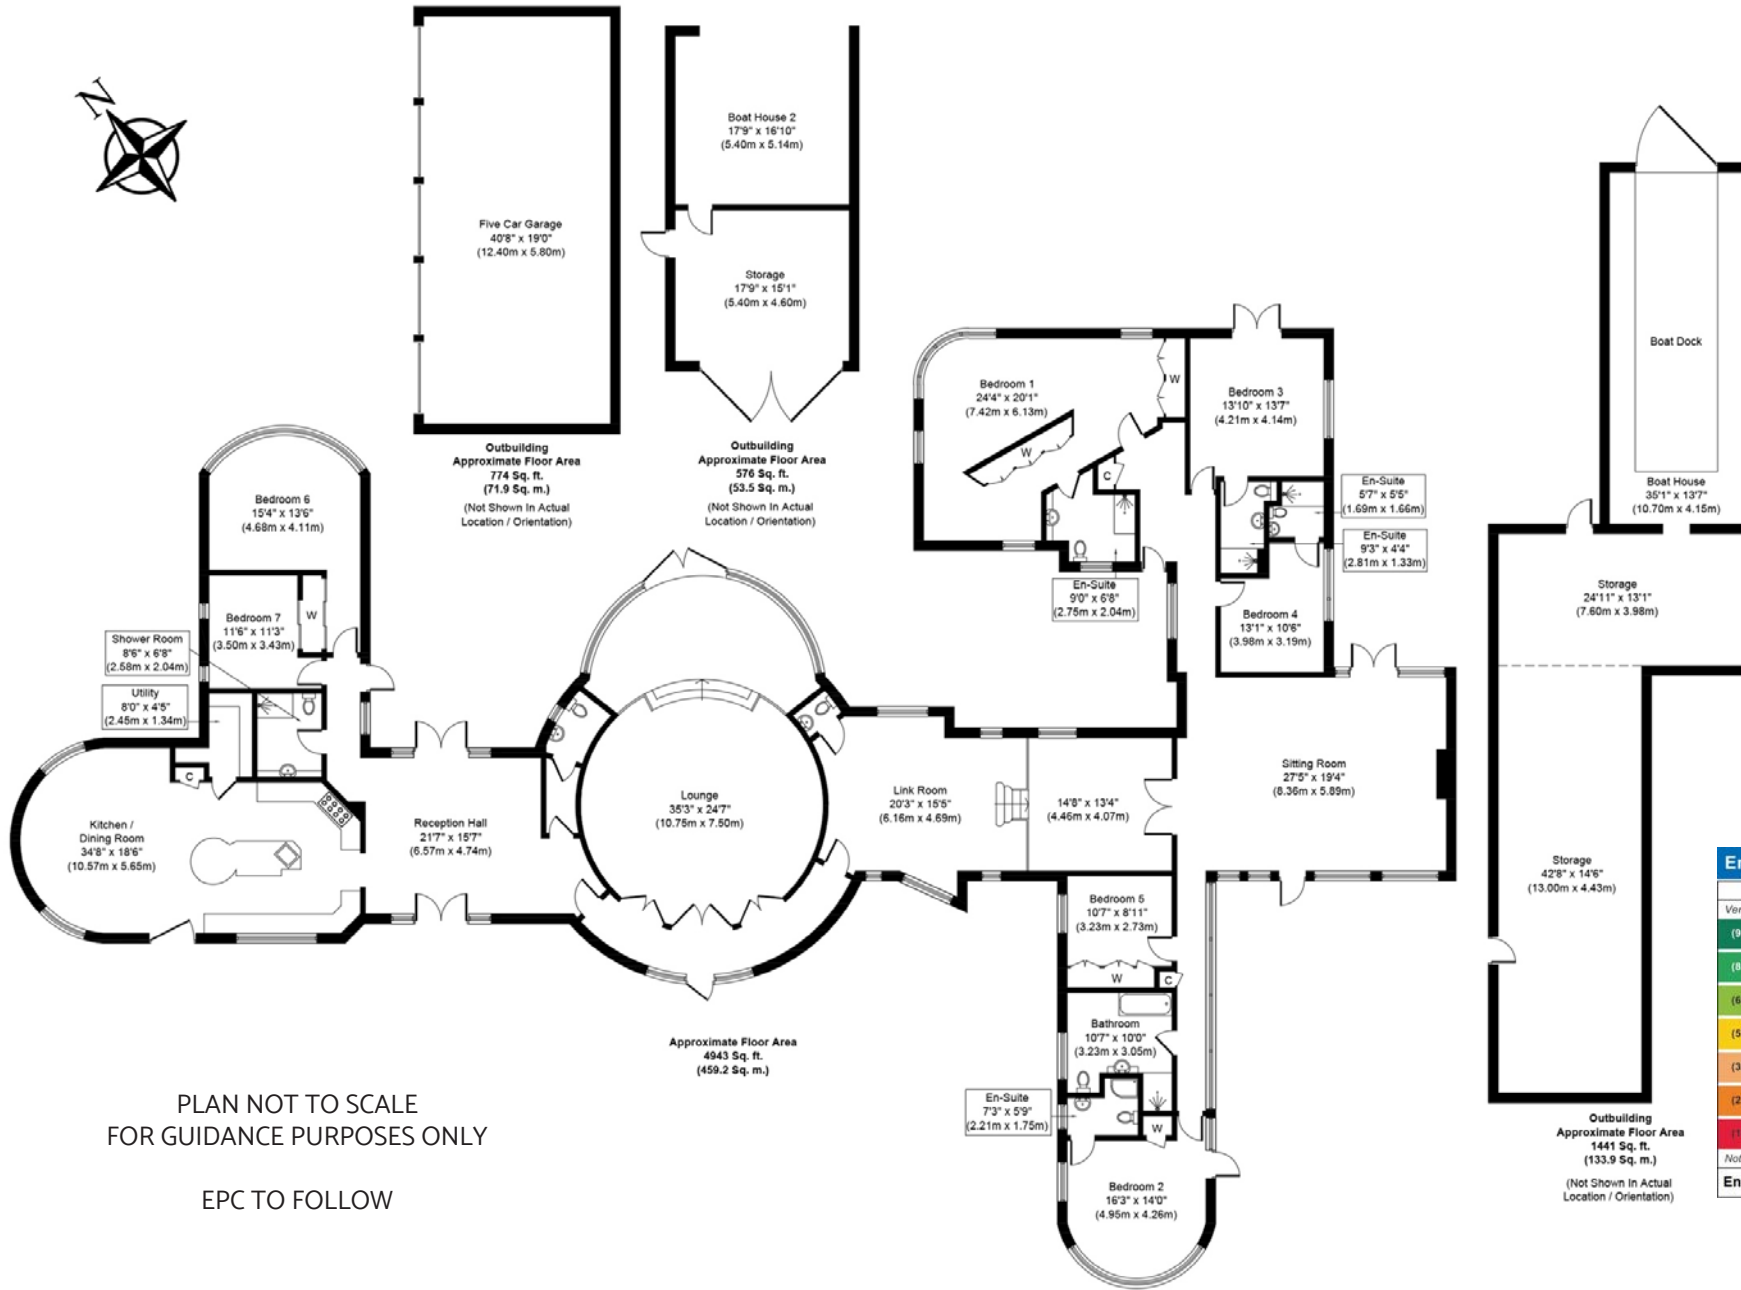 N
Five Car Garage
40'8" x 19'0"
(12.40m x 5.80m)
Outbuilding
Approximate Floor Area
774 Sq. ft.
(71.9 Sq. m.)
(Not Shown In Actual
Location / Orientation)
Boat House 2
17'9" x 16'10"
(5.40m x 5.14m)
Storage
17'9" x 15'1"
(5.40m x 4.60m)
Outbuilding
Approximate Floor Area
576 Sq. ft.
(53.5 Sq. m.)
(Not Shown In Actual
Location / Orientation)
Bedroom 1
24'4" x 20'1"
(7.42m x 6.13m)
W
W
C
Bedroom 3
13'10" x 13'7"
(4.21m x 4.14m)
En-Suite
5'7" x 5'5"
(1.69m x 1.66m)
En-Suite
9'3" x 4'4"
(2.81m x 1.33m)
En-Suite
9'0" x 6'8"
(2.75m x 2.04m)
Bedroom 4
13'1" x 10'6"
(3.98m x 3.19m)
Bedroom 6
15'4" x 13'6"
(4.68m x 4.11m)
Bedroom 7
11'6" x 11'3"
(3.50m x 3.43m)
W
Shower Room
8'6" x 6'8"
(2.58m x 2.04m)
Utility
8'0" x 4'5"
(2.45m x 1.34m)
C
Kitchen /
Dining Room
34'8" x 18'6"
(10.57m x 5.65m)
Reception Hall
21'7" x 15'7"
(6.57m x 4.74m)
Lounge
35'3" x 24'7"
(10.75m x 7.50m)
Link Room
20'3" x 15'5"
(6.16m x 4.69m)
14'8" x 13'4"
(4.46m x 4.07m)
Sitting Room
27'5" x 19'4"
(8.36m x 5.89m)
Bedroom 5
10'7" x 8'11"
(3.23m x 2.73m)
W
C
Bathroom
10'7" x 10'0"
(3.23m x 3.05m)
En-Suite
7'3" x 5'9"
(2.21m x 1.75m)
W
Bedroom 2
16'3" x 14'0"
(4.95m x 4.26m)
Approximate Floor Area
4943 Sq. ft.
(459.2 Sq. m.)
Boat Dock
Boat House
35'1" x 13'7"
(10.70m x 4.15m)
Storage
24'11" x 13'1"
(7.60m x 3.98m)
Storage
42'8" x 14'6"
(13.00m x 4.43m)
Outbuilding
Approximate Floor Area
1441 Sq. ft.
(133.9 Sq. m.)
(Not Shown In Actual
Location / Orientation)
PLAN NOT TO SCALE
FOR GUIDANCE PURPOSES ONLY
EPC TO FOLLOW